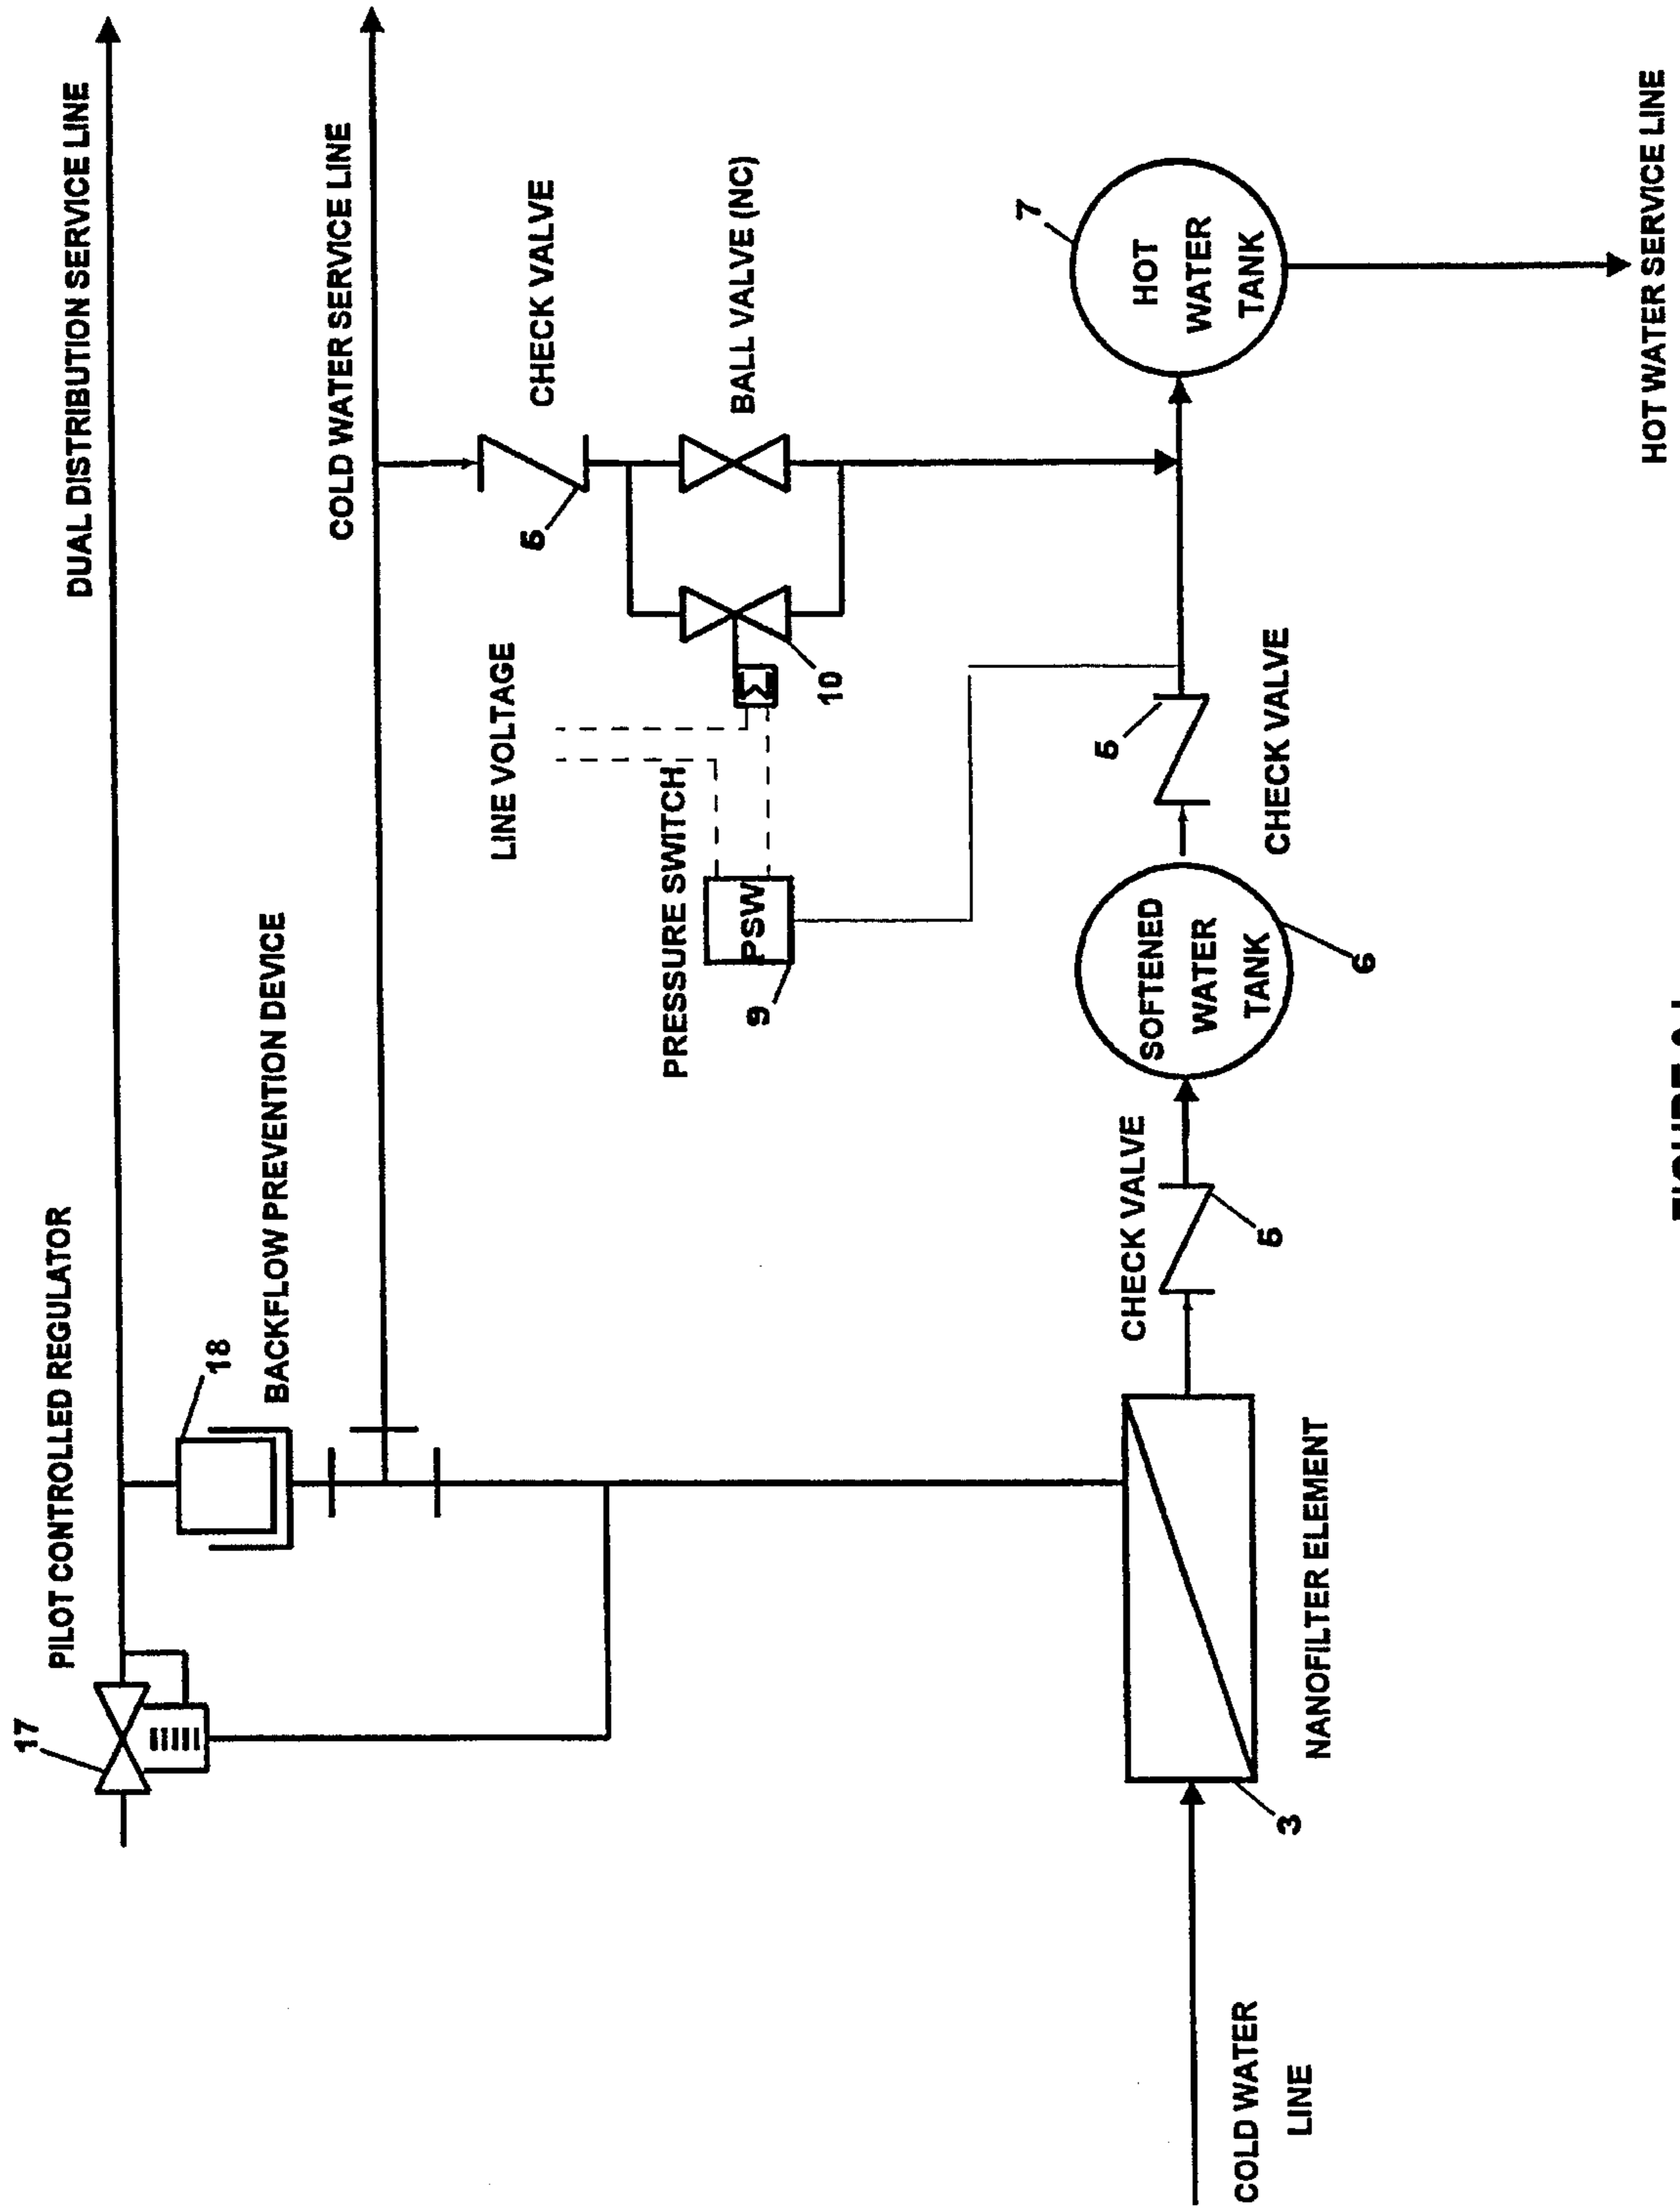 17
PILOT CONTROLLED REGULATOR
DUAL DISTRIBUTION SERVICE LINE
18
BACKFLOW PREVENTION DEVICE
COLD WATER SERVICE LINE
LINE VOLTAGE
5
CHECK VALVE
PRESSURE SWITCH
PSW
9
M
10
BALL VALVE (NC)
COLD WATER
LINE
3
NANOFILTER ELEMENT
CHECK VALVE
5
SOFTENED
WATER
TANK
6
5
CHECK VALVE
7
HOT
WATER
TANK
HOT WATER SERVICE LINE
FIGURE